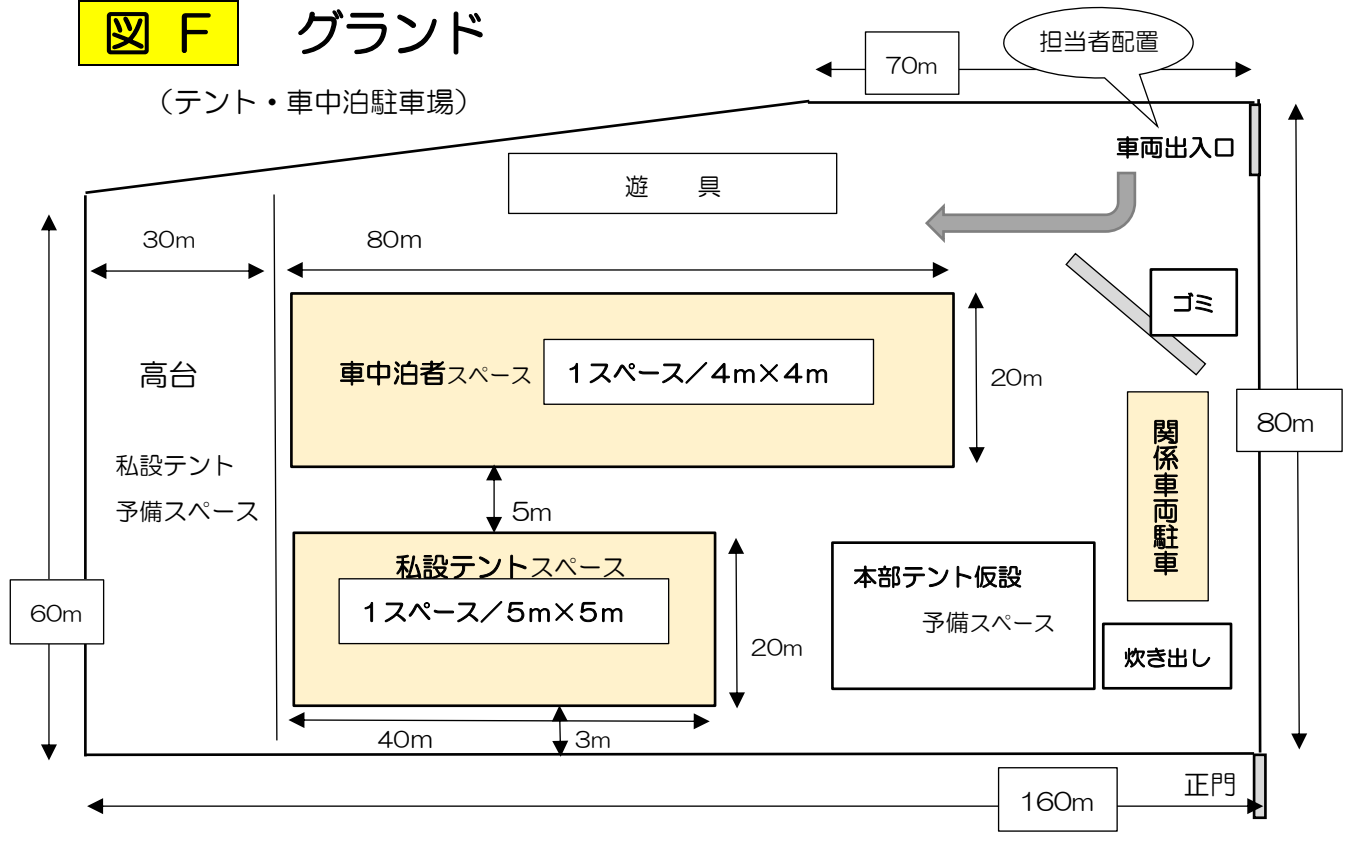 図 F グランド
（テント・車中泊駐車場）
担当者配置
70m
車両出入口
遊　具
30m
80m
ゴミ
高台
車中泊者スペース
1スペース／4m×4m
20m
80m
関係車両駐車
私設テント
予備スペース
5m
私設テントスペース
1スペース／5m×5m
本部テント仮設
予備スペース
60m
20m
炊き出し
40m
3m
正門
160m